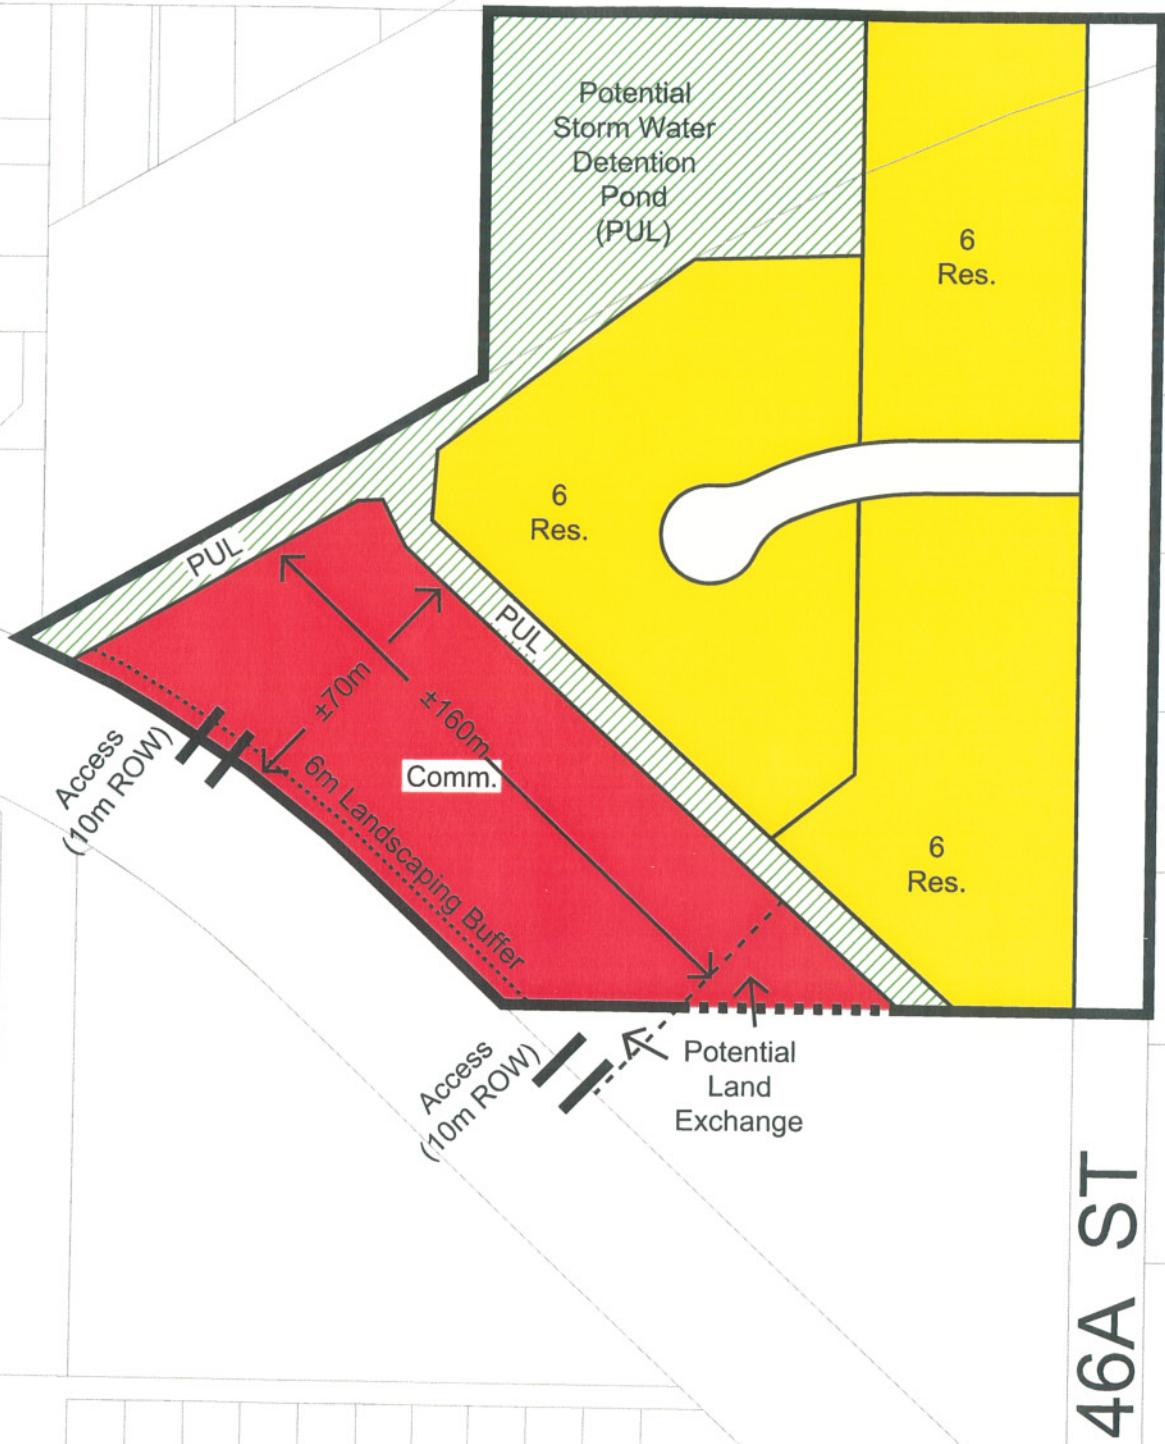 Potential
Storm Water
Detention
Pond
(PUL)
6
Res.
6
Res.
PUL
PUL
±70m
±160m
Comm.
6m Landscaping Buffer
Access
(10m ROW)
6
Res.
Access
(10m ROW)
Potential
Land
Exchange
46A ST